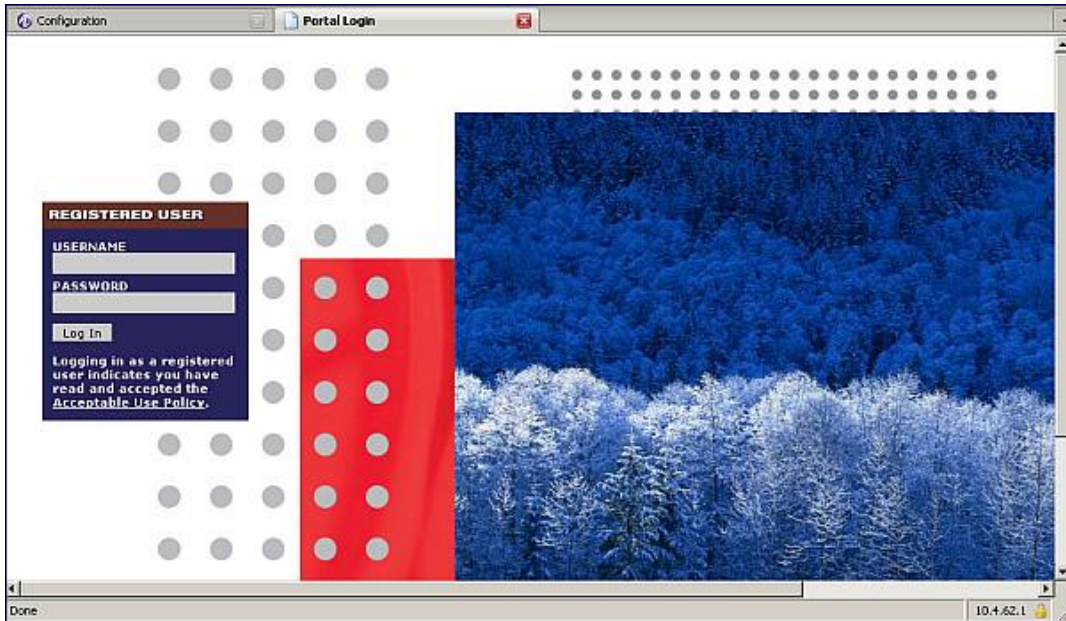 Configuration
Portal Login
REGISTERED USER
USERNAME
PASSWORD
Log In
Logging in as a registered
user indicates you have
read and accepted the
Acceptable Use Policy.
Done
10.4.62.1